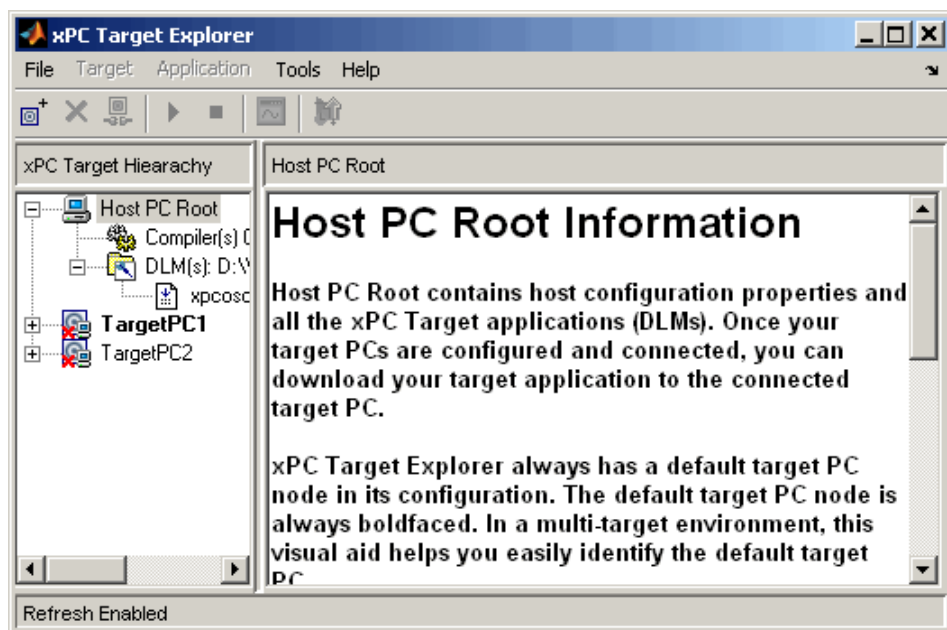 xPC Target Explorer
File Target Application Tools Help
xPC Target Hiearachy
Host PC Root
Host PC Root
Compiler(s)
DLM(s): D:\
xpcosc
TargetPC1
TargetPC2
Host PC Root Information
Host PC Root contains host configuration properties and
all the xPC Target applications (DLMs). Once your
target PCs are configured and connected, you can
download your target application to the connected
target PC.
xPC Target Explorer always has a default target PC
node in its configuration. The default target PC node is
always boldfaced. In a multi-target environment, this
visual aid helps you easily identify the default target
PC
Refresh Enabled